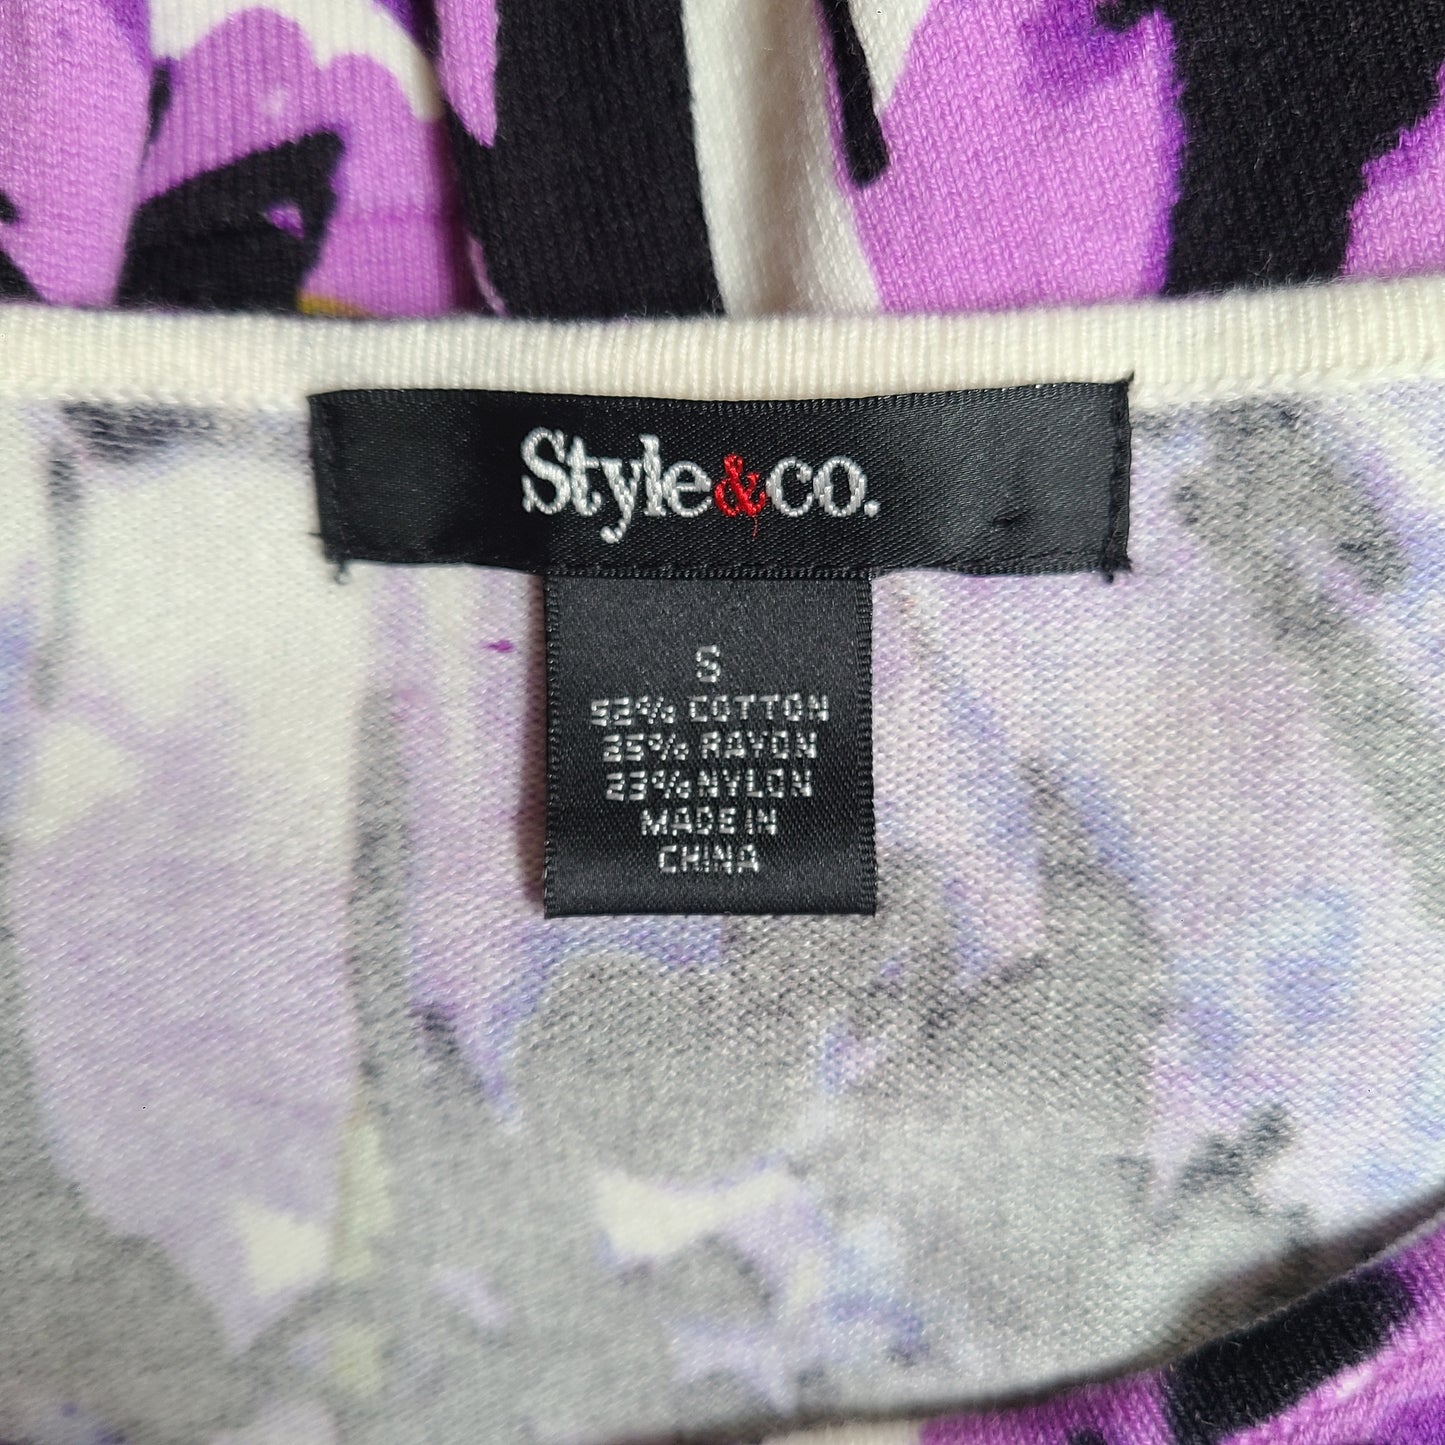 Style&co.
S
52% COTTON
25% RAYON
23% NYLON
MADE IN
CHINA